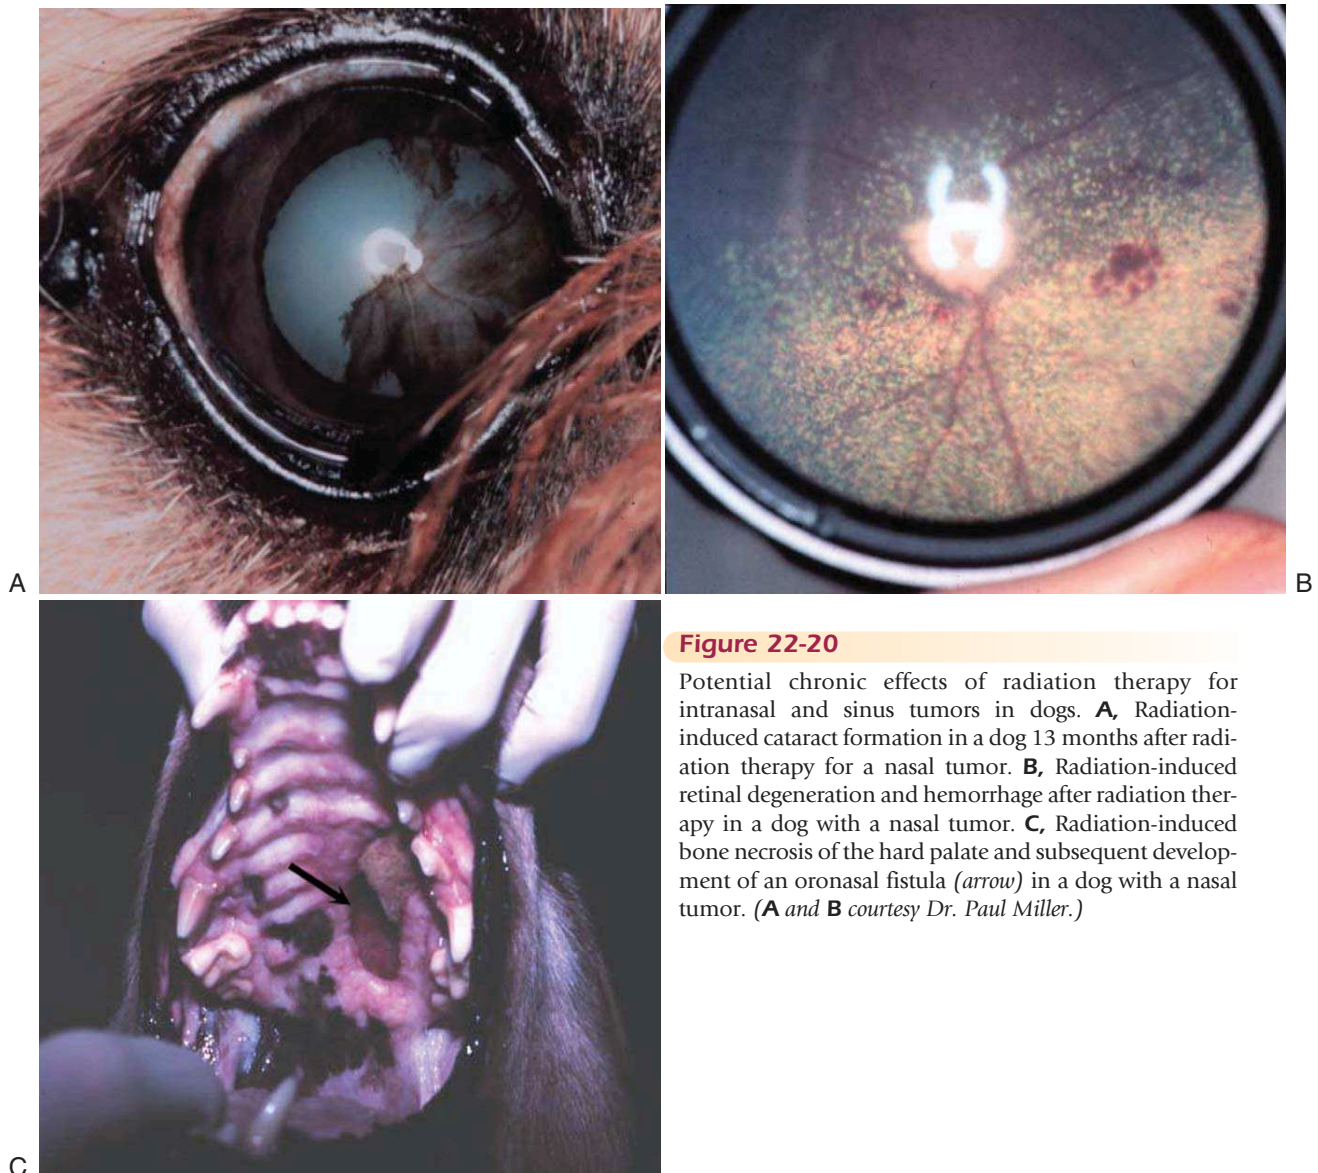 A
B
C
Figure 22-20
Potential chronic effects of radiation therapy for
intranasal and sinus tumors in dogs. A, Radiation-
induced cataract formation in a dog 13 months after radi-
ation therapy for a nasal tumor. B, Radiation-induced
retinal degeneration and hemorrhage after radiation ther-
apy in a dog with a nasal tumor. C, Radiation-induced
bone necrosis of the hard palate and subsequent develop-
ment of an oronasal fistula (arrow) in a dog with a nasal
tumor. (A and B courtesy Dr. Paul Miller.)